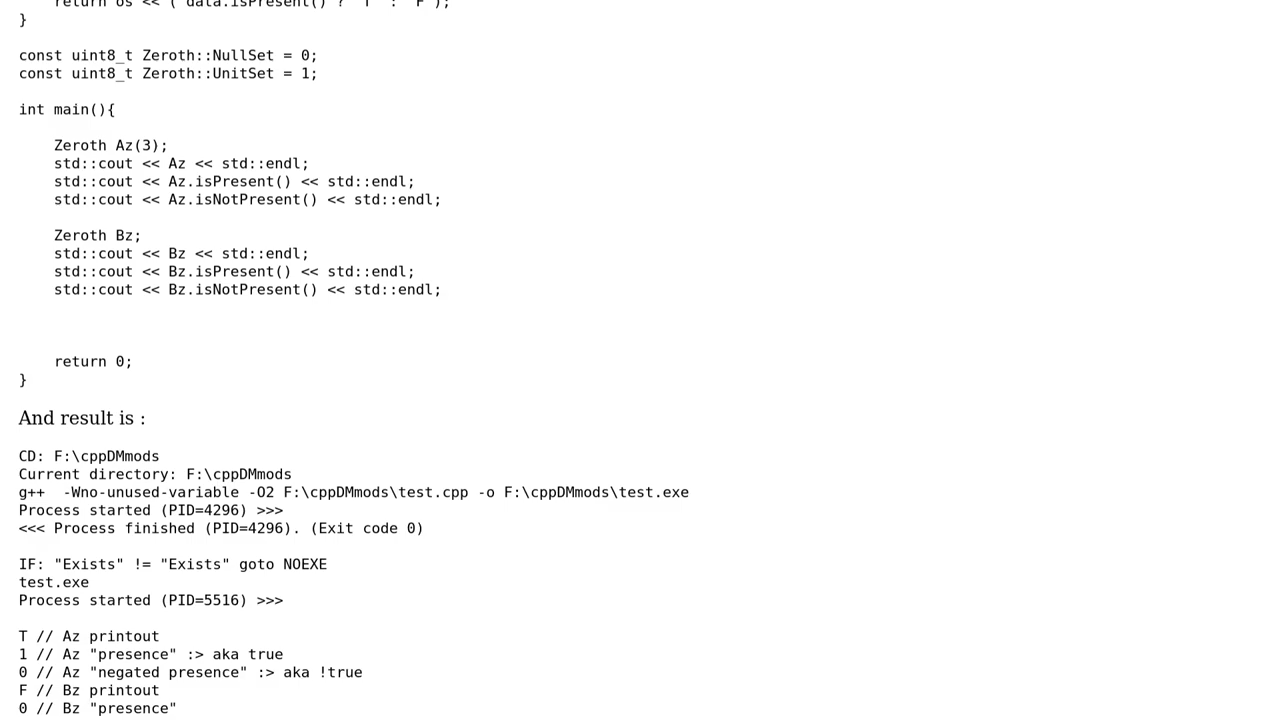 return os << ( data.isPresent() ? 'T' : 'F');
}
const uint8_t Zeroth::NullSet = 0;
const uint8_t Zeroth::UnitSet = 1;
int main(){
Zeroth Az(3);
std::cout << Az << std::endl;
std::cout << Az.isPresent() << std::endl;
std::cout << Az.isNotPresent() << std::endl;
Zeroth Bz;
std::cout << Bz << std::endl;
std::cout << Bz.isPresent() << std::endl;
std::cout << Bz.isNotPresent() << std::endl;
return 0;
}
And result is :
CD: F:\cppDMmods
Current directory: F:\cppDMmods
g++  -Wno-unused-variable -O2 F:\cppDMmods\test.cpp -o F:\cppDMmods\test.exe
Process started (PID=4296) >>>
<<< Process finished (PID=4296). (Exit code 0)
IF: "Exists" != "Exists" goto NOEXE
test.exe
Process started (PID=5516) >>>
T // Az printout
1 // Az "presence" :> aka true
0 // Az "negated presence" :> aka !true
F // Bz printout
0 // Bz "presence"